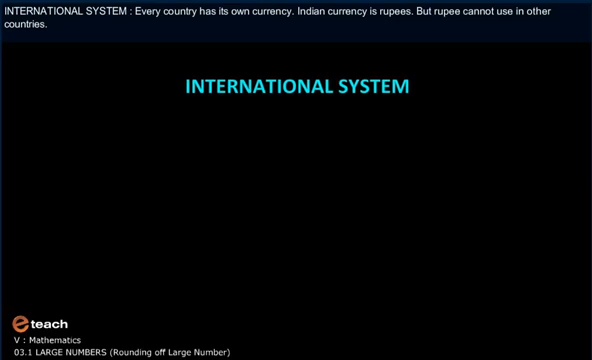 INTERNATIONAL SYSTEM : Every country has its own currency. Indian currency is rupees. But rupee cannot use in other
countries.
INTERNATIONAL SYSTEM
e teach
V : Mathematics
03.1 LARGE NUMBERS (Rounding off Large Number)